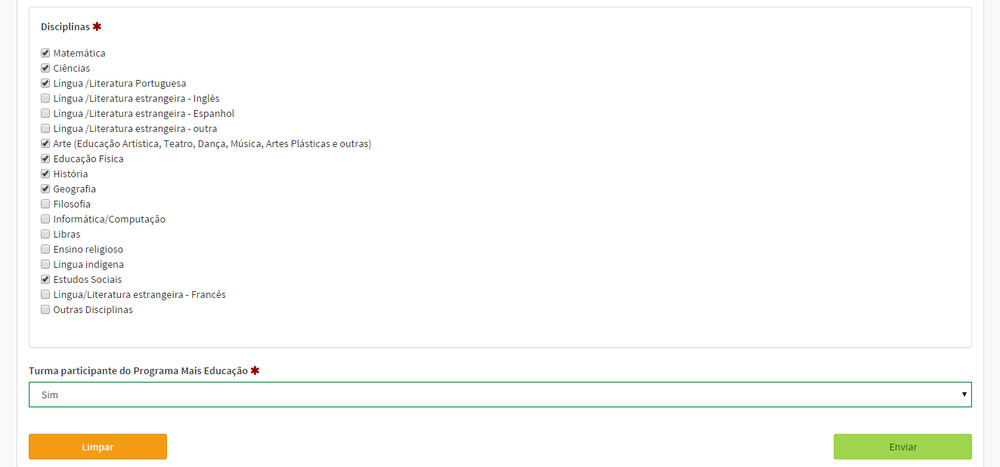 Disciplinas ✱
Matemática
Ciências
Língua /Literatura Portuguesa
Língua /Literatura estrangeira - Inglês
Língua /Literatura estrangeira - Espanhol
Língua /Literatura estrangeira - outra
Arte (Educação Artística, Teatro, Dança, Música, Artes Plásticas e outras)
Educação Física
História
Geografia
Filosofia
Informática/Computação
Libras
Ensino religioso
Língua indígena
Estudos Sociais
Língua/Literatura estrangeira - Francês
Outras Disciplinas
Turma participante do Programa Mais Educação ✱
Sim
Limpar
Enviar